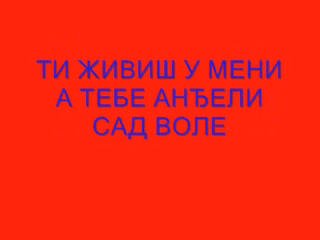 ТИ ЖИВИШ У МЕНИ
А ТЕБЕ АНЂЕЛИ
САД ВОЛЕ